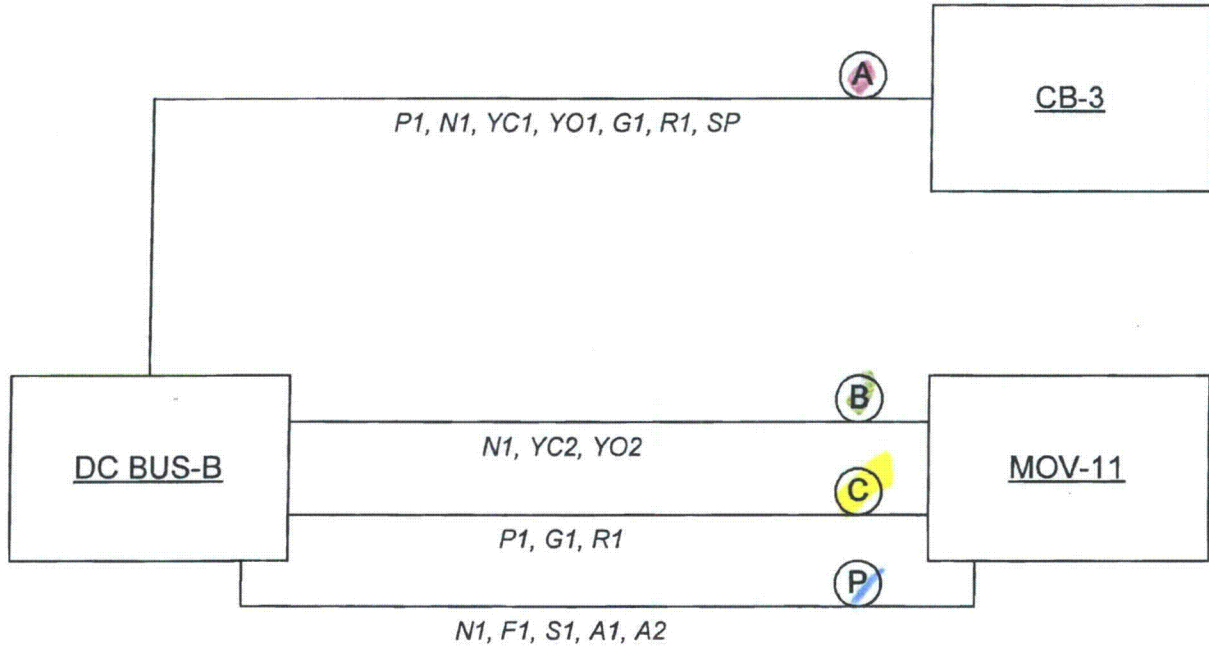 A
CB-3
P1, N1, YC1, YO1, G1, R1, SP
B
N1, YC2, YO2
DC BUS-B
MOV-11
C
P1, G1, R1
P
N1, F1, S1, A1, A2